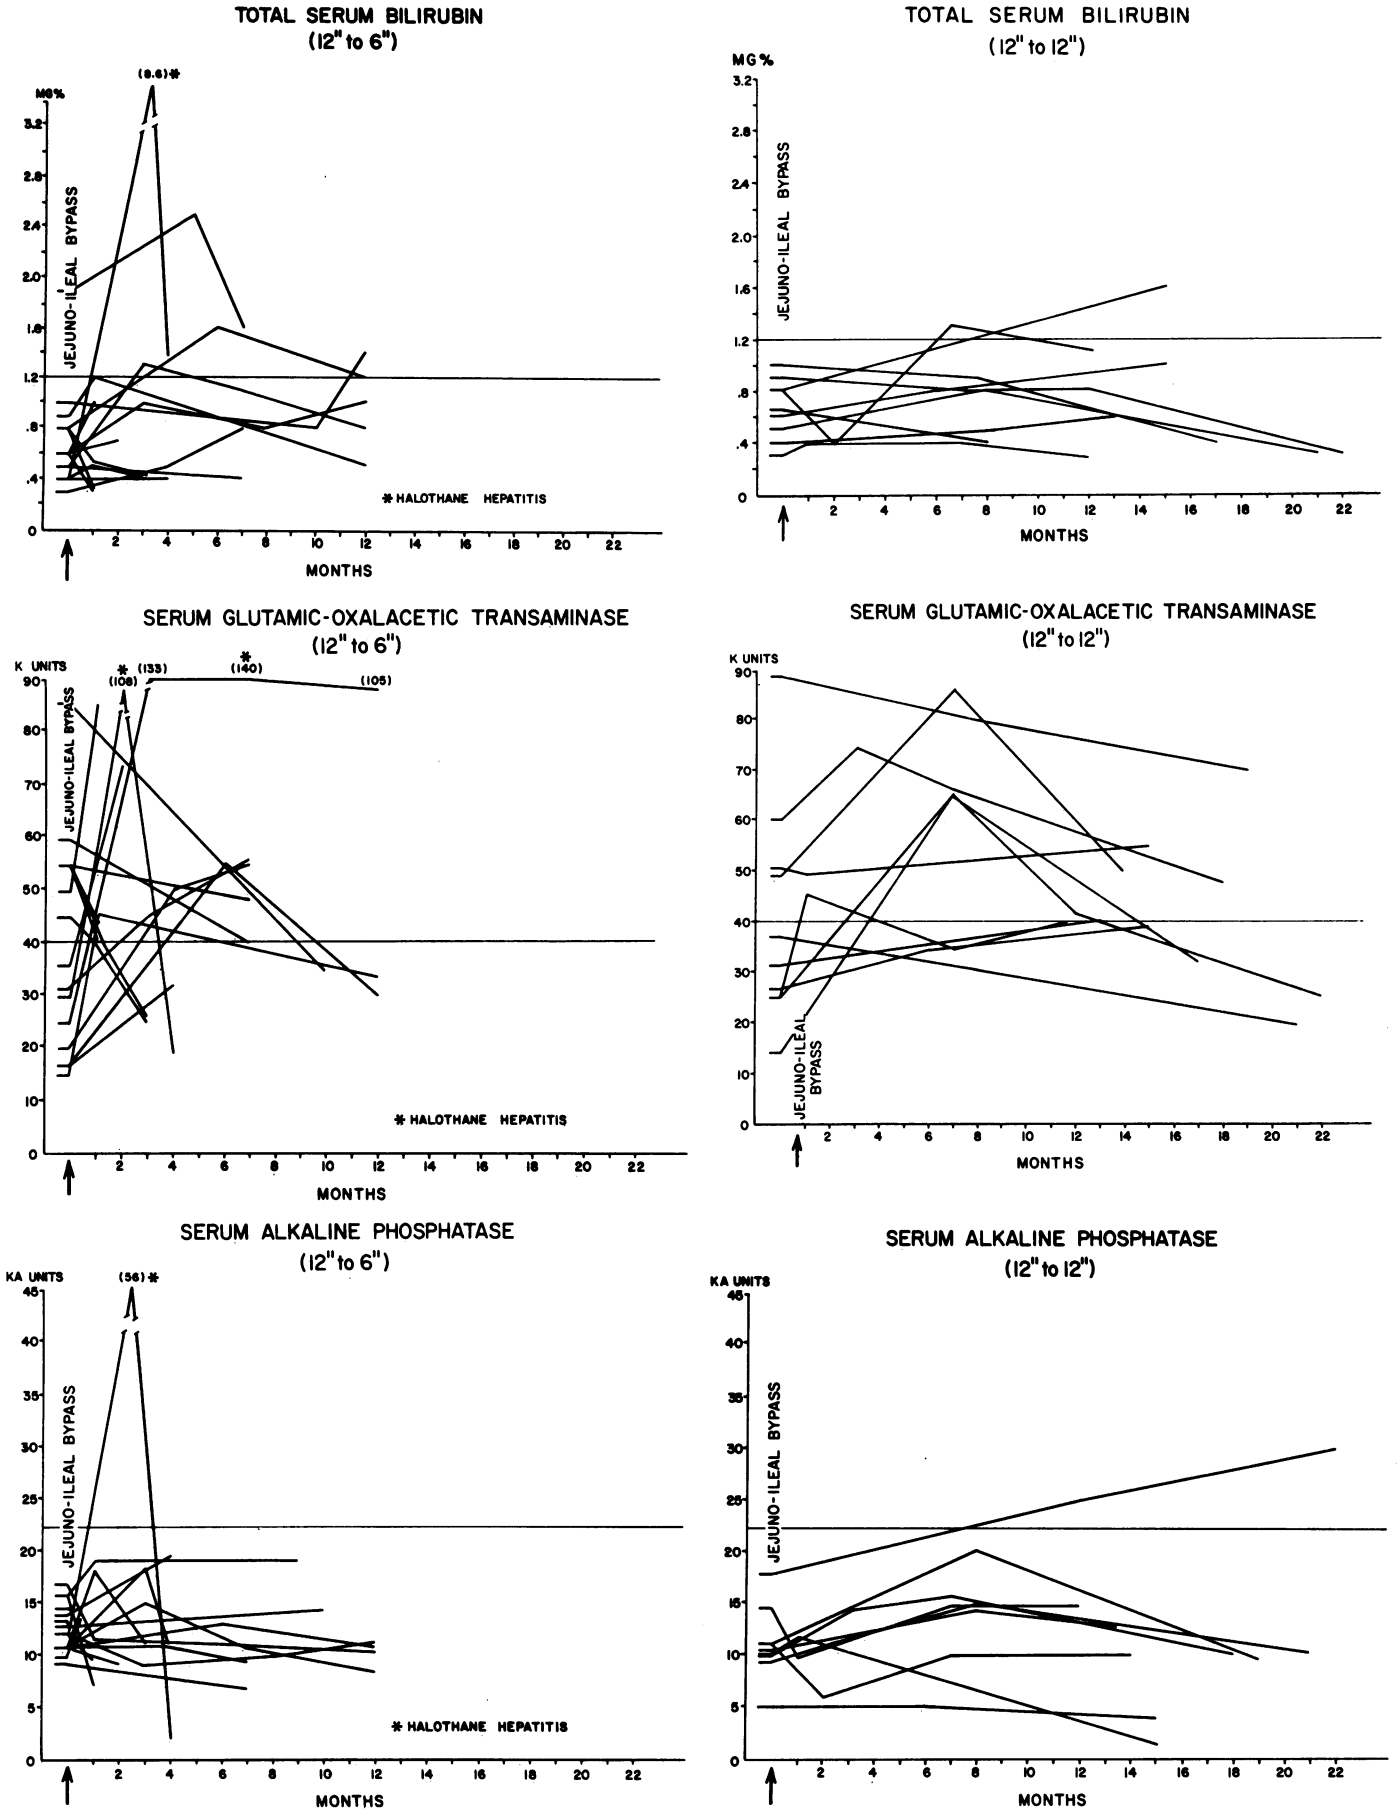 TOTAL SERUM BILIRUBIN
(12" to 6")
(8.6)*
MG%
3.2
2.8
2.4
2.0
1.6
1.2
.8
.4
0
JEJUNO-ILEAL BYPASS
* HALOTHANE HEPATITIS
2 4 6 8 10 12 14 16 18 20 22
MONTHS
TOTAL SERUM BILIRUBIN
(12" to 12")
MG%
3.2
2.8
2.4
2.0
1.6
1.2
.8
.4
0
JEJUNO-ILEAL BYPASS
2 4 6 8 10 12 14 16 18 20 22
MONTHS
SERUM GLUTAMIC-OXALACETIC TRANSAMINASE
(12" to 6")
K UNITS
* (108) (133) * (140) (105)
90
80
70
60
50
40
30
20
10
0
JEJUNO-ILEAL BYPASS
* HALOTHANE HEPATITIS
2 4 6 8 10 12 14 16 18 20 22
MONTHS
SERUM GLUTAMIC-OXALACETIC TRANSAMINASE
(12" to 12")
K UNITS
90
80
70
60
50
40
30
20
10
0
JEJUNO-ILEAL
BYPASS
2 4 6 8 10 12 14 16 18 20 22
MONTHS
SERUM ALKALINE PHOSPHATASE
(12" to 6")
KA UNITS
(56)*
45
40
35
30
25
20
15
10
5
0
JEJUNO-ILEAL BYPASS
* HALOTHANE HEPATITIS
2 4 6 8 10 12 14 16 18 20 22
MONTHS
SERUM ALKALINE PHOSPHATASE
(12" to 12")
KA UNITS
45
40
35
30
25
20
15
10
5
0
JEJUNO-ILEAL BYPASS
2 4 6 8 10 12 14 16 18 20 22
MONTHS